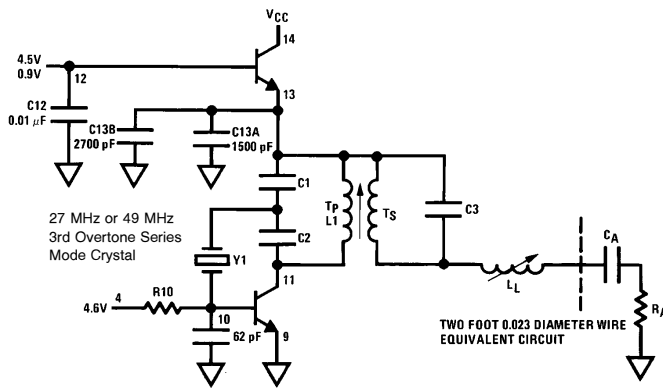 VCC
14
4.5V
0.9V
12
13
C12
0.01 μF
C13B
2700 pF
C13A
1500 pF
C1
27 MHz or 49 MHz
3rd Overtone Series
Mode Crystal
Tp
L1
TS
C3
C2
Y1
11
LL
CA
RA
4.6V
4
R10
10
62 pF
9
TWO FOOT 0.023 DIAMETER WIRE
EQUIVALENT CIRCUIT